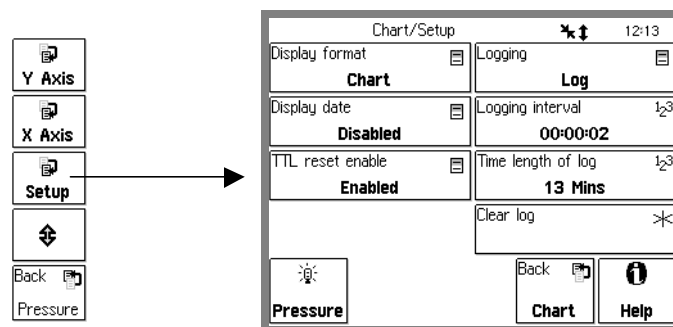 Y Axis
X Axis
Setup
Back
Pressure
Chart/Setup 12:13
Display format
Chart
Logging
Log
Display date
Disabled
Logging interval 123
00:00:02
TTL reset enable
Enabled
Time length of log 123
13 Mins
Clear log
Pressure
Back
Chart
Help